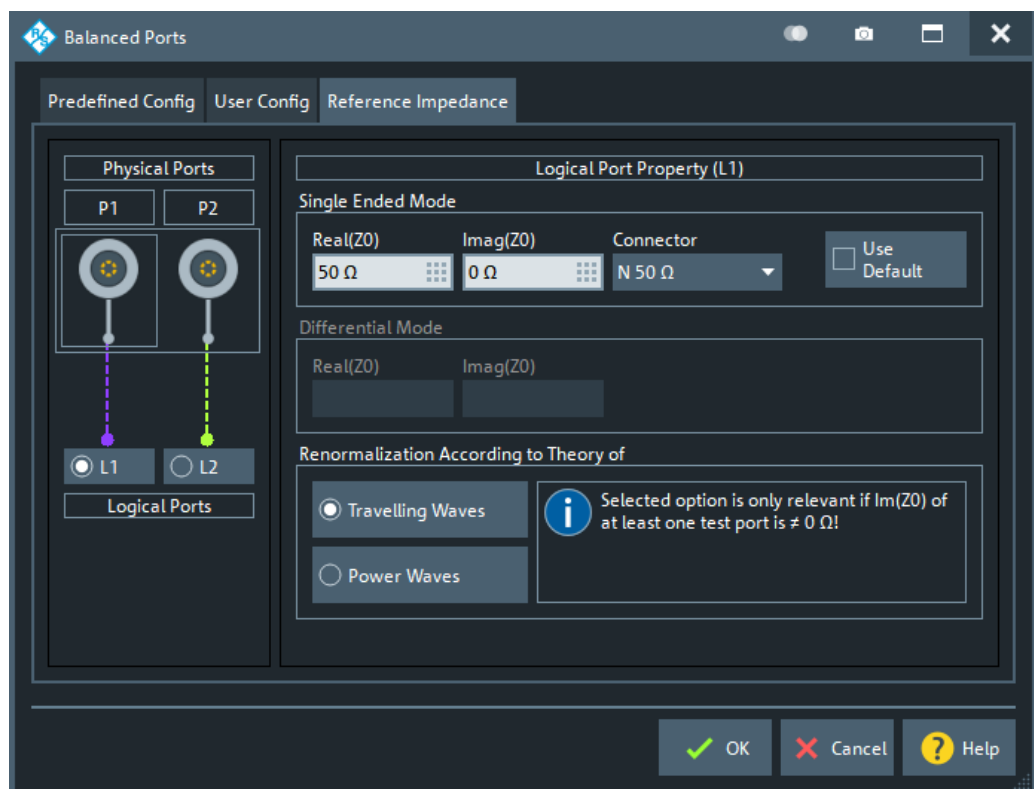 Balanced Ports
Predefined Config
User Config
Reference Impedance
Physical Ports
P1
P2
L1
L2
Logical Ports
Logical Port Property (L1)
Single Ended Mode
Real(Z0)
Imag(Z0)
Connector
50 Ω
0 Ω
N 50 Ω
Use
Default
Differential Mode
Real(Z0)
Imag(Z0)
Renormalization According to Theory of
Travelling Waves
Power Waves
Selected option is only relevant if Im(Z0) of
at least one test port is ≠ 0 Ω!
OK
Cancel
Help